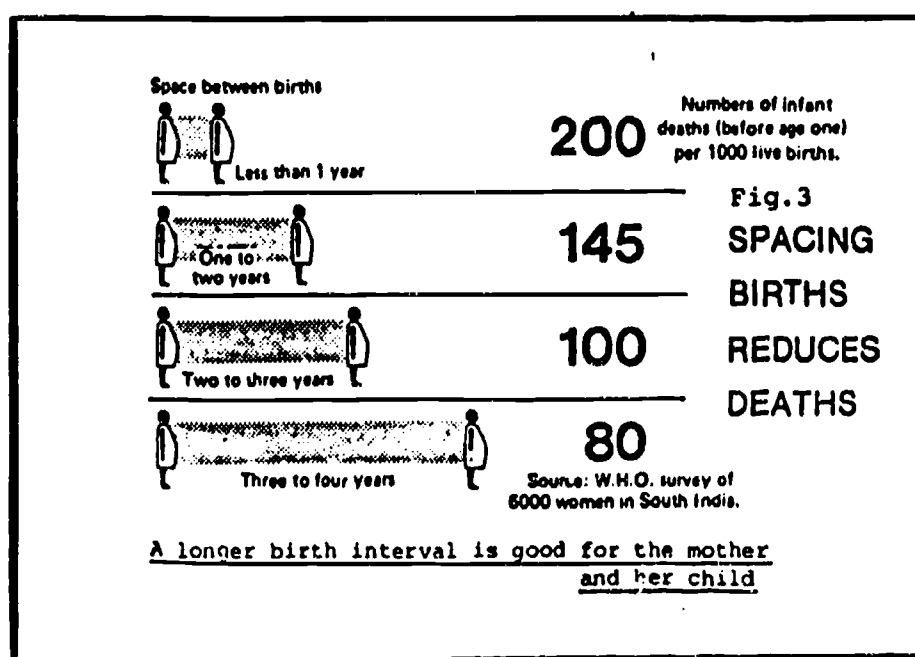 Space between births
Less than 1 year
200
Numbers of infant
deaths (before age one)
per 1000 live births.
One to
two years
145
Two to three years
100
Three to four years
80
Source: W.H.O. survey of
6000 women in South India.
Fig.3
SPACING
BIRTHS
REDUCES
DEATHS
A longer birth interval is good for the mother
and her child